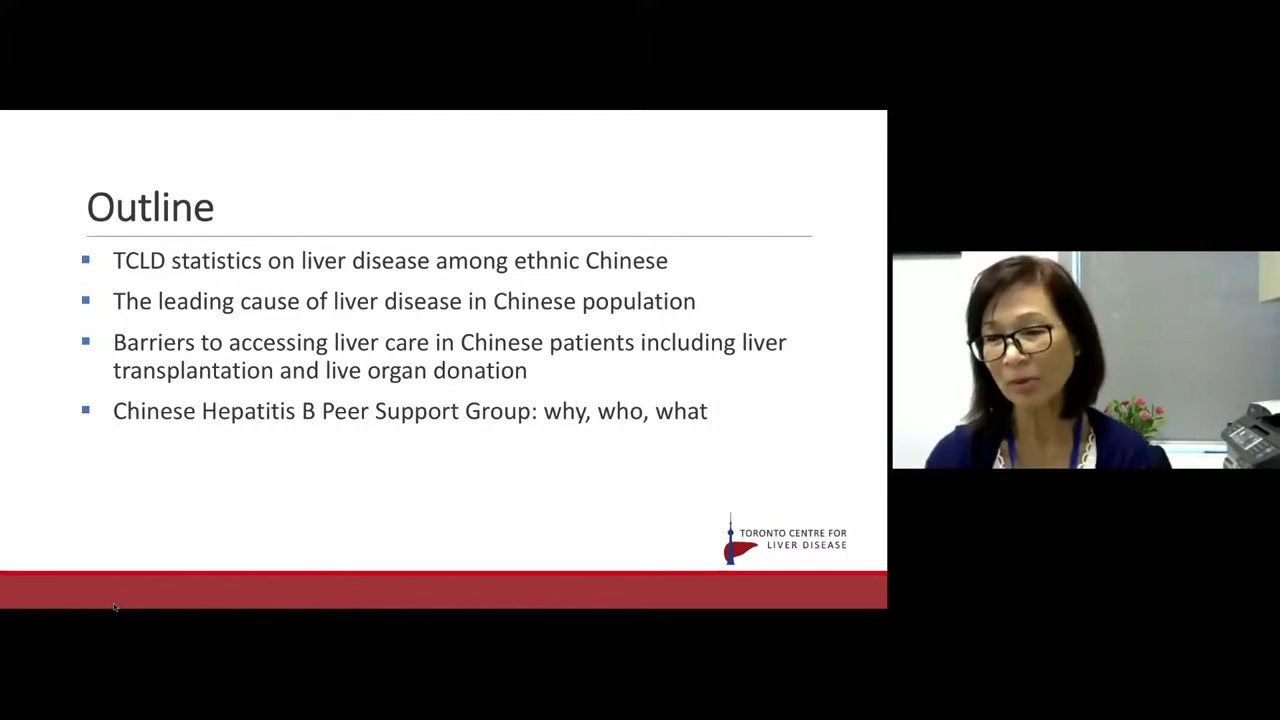 Outline
TCLD statistics on liver disease among ethnic Chinese
The leading cause of liver disease in Chinese population
Barriers to accessing liver care in Chinese patients including liver
transplantation and live organ donation
Chinese Hepatitis B Peer Support Group: why, who, what
TORONTO CENTRE FOR
LIVER DISEASE